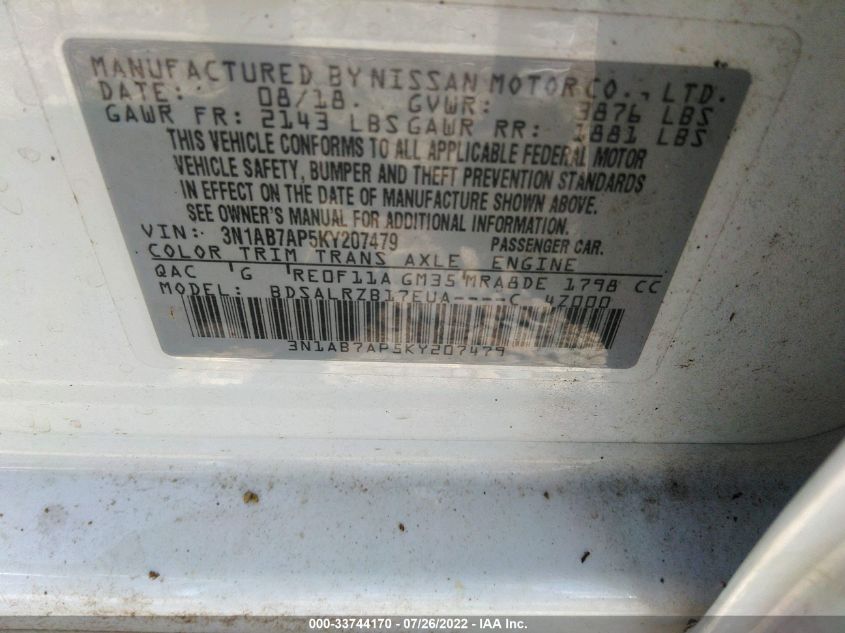 MANUFACTURED BY NISSAN MOTOR CO., LTD.
DATE: 08/18. GVWR: 3876 LBS
GAWR FR: 2143 LBS GAWR RR: 1881 LBS
THIS VEHICLE CONFORMS TO ALL APPLICABLE FEDERAL MOTOR
VEHICLE SAFETY, BUMPER AND THEFT PREVENTION STANDARDS
IN EFFECT ON THE DATE OF MANUFACTURE SHOWN ABOVE.
SEE OWNER'S MANUAL FOR ADDITIONAL INFORMATION.
VIN: 3N1AB7AP5KY207479 PASSENGER CAR.
COLOR TRIM TRANS AXLE ENGINE
QAC G RE0F11A GM35 MRA8DE 1798 CC
MODEL: BDSALRZB17EUA----C 4Z000
3N1AB7AP5KY207479
000-33744170 - 07/26/2022 - IAA Inc.